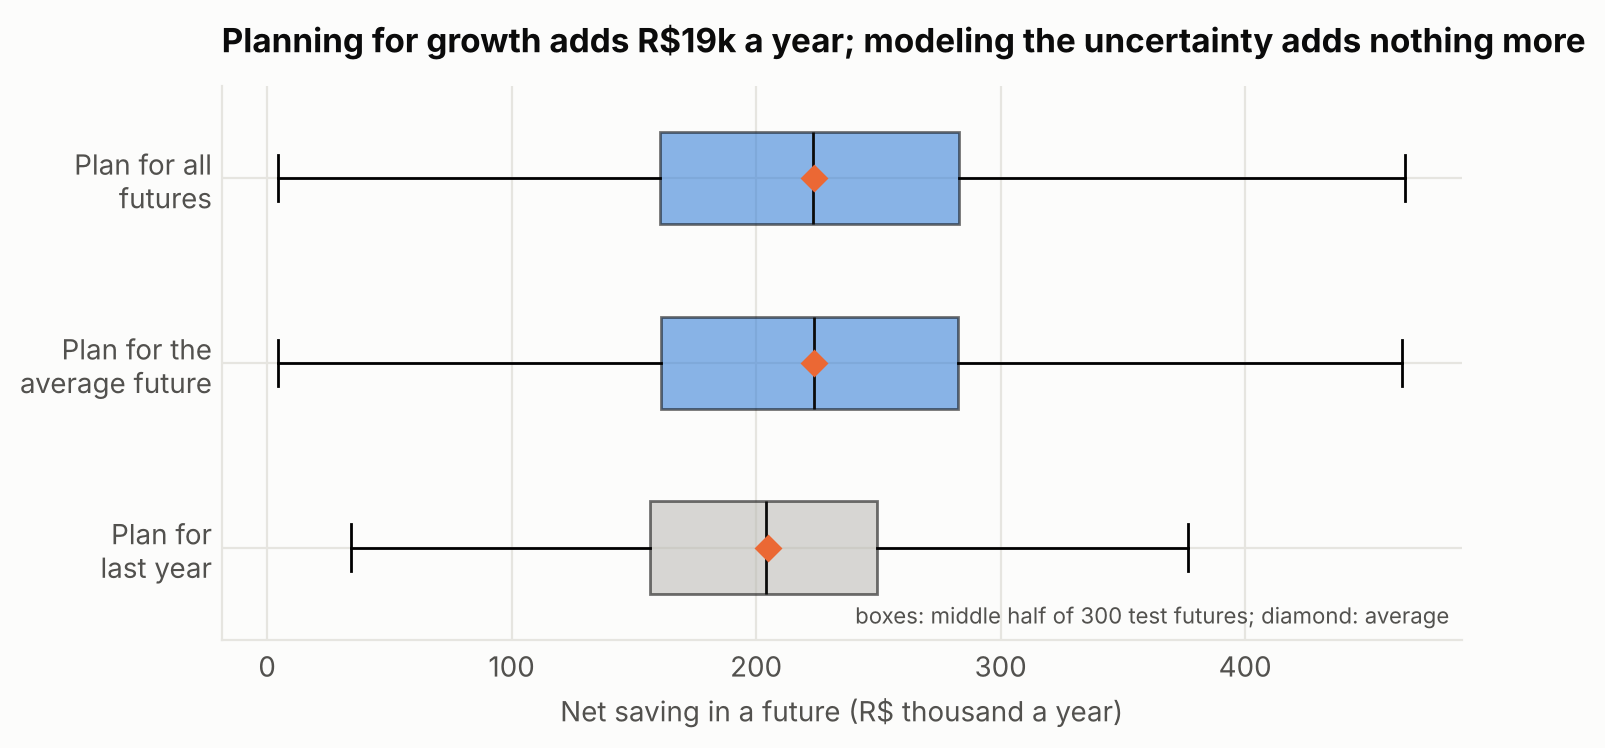 Planning for growth adds R$19k a year; modeling the uncertainty adds nothing more
Plan for all
futures
Plan for the
average future
Plan for
last year
boxes: middle half of 300 test futures; diamond: average
0 100 200 300 400
Net saving in a future (R$ thousand a year)